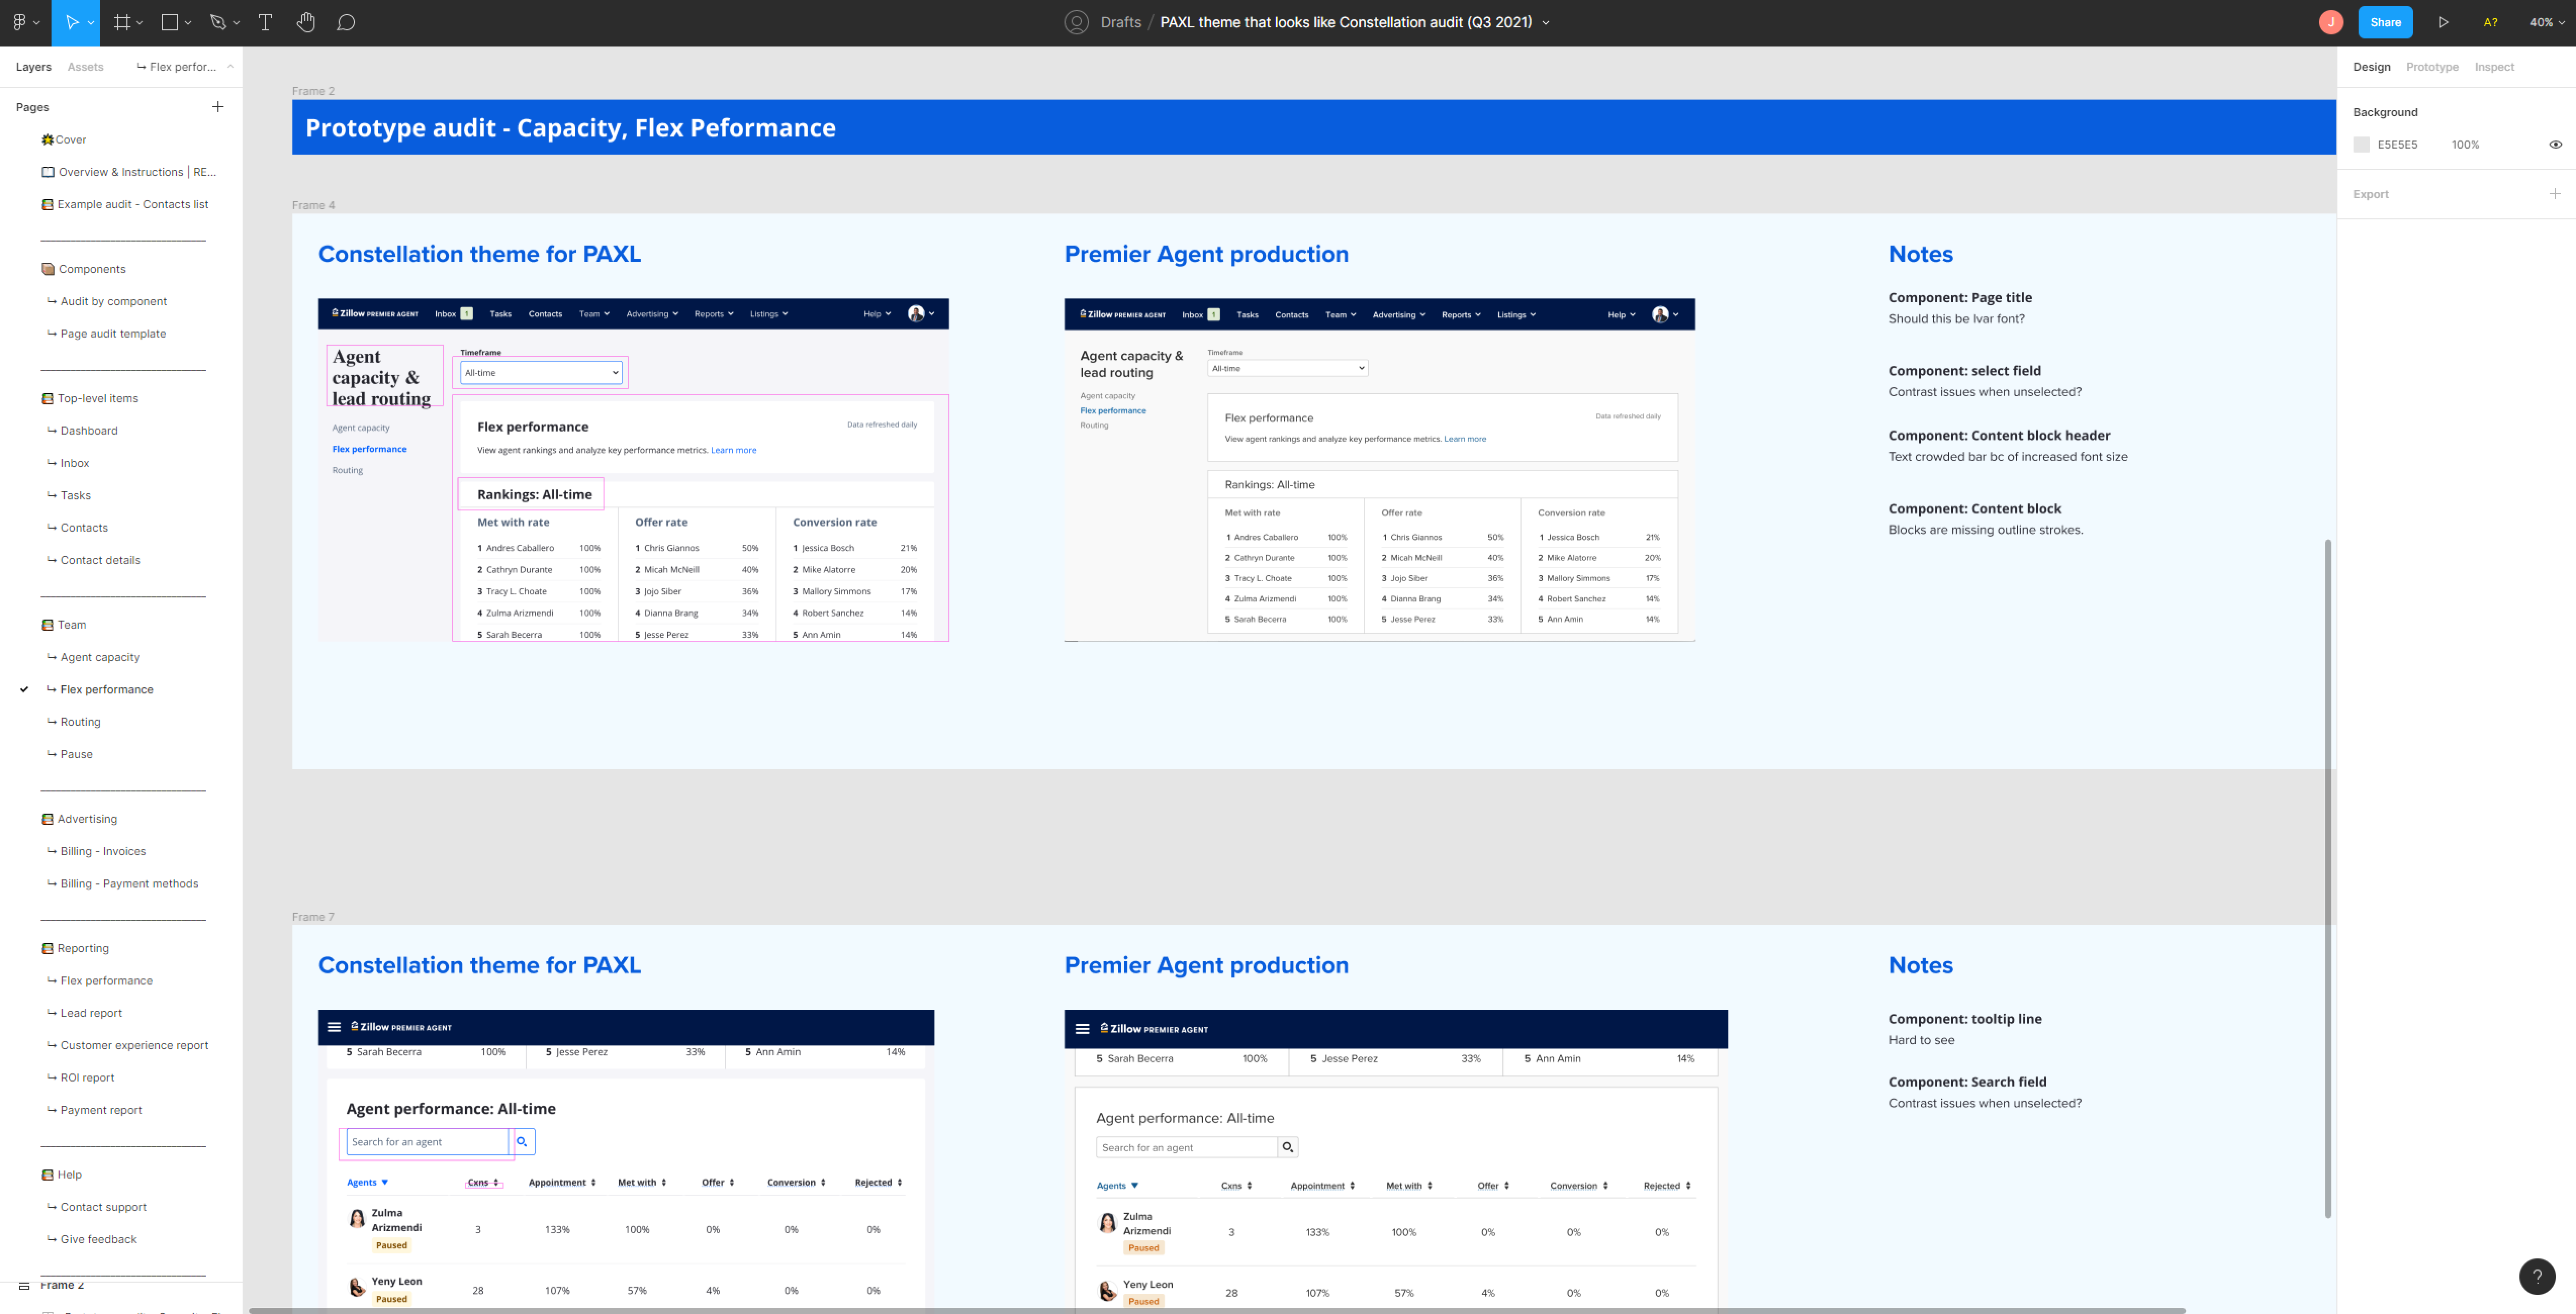 Drafts / PAXL theme that looks like Constellation audit (Q3 2021)
J
Share
A?
40%
Layers
Assets
↳ Flex perfor...
Pages
Cover
Overview & Instructions | RE...
Example audit - Contacts list
Components
↳ Audit by component
↳ Page audit template
Top-level items
↳ Dashboard
↳ Inbox
↳ Tasks
↳ Contacts
↳ Contact details
Team
↳ Agent capacity
↳ Flex performance
↳ Routing
↳ Pause
Advertising
↳ Billing - Invoices
↳ Billing - Payment methods
Reporting
↳ Flex performance
↳ Lead report
↳ Customer experience report
↳ ROI report
↳ Payment report
Help
↳ Contact support
↳ Give feedback
Frame 2
Frame 2
Prototype audit - Capacity, Flex Peformance
Frame 4
Constellation theme for PAXL
Zillow PREMIER AGENT Inbox 1 Tasks Contacts Team Advertising Reports Listings Help
Agent
capacity &
lead routing
Agent capacity
Flex performance
Routing
Timeframe
All-time
Flex performance
Data refreshed daily
View agent rankings and analyze key performance metrics. Learn more
Rankings: All-time
Met with rate Offer rate Conversion rate
1 Andres Caballero 100% 1 Chris Giannos 50% 1 Jessica Bosch 21%
2 Cathryn Durante 100% 2 Micah McNeill 40% 2 Mike Alatorre 20%
3 Tracy L. Choate 100% 3 Jojo Siber 36% 3 Mallory Simmons 17%
4 Zulma Arizmendi 100% 4 Dianna Brang 34% 4 Robert Sanchez 14%
5 Sarah Becerra 100% 5 Jesse Perez 33% 5 Ann Amin 14%
Premier Agent production
Zillow PREMIER AGENT Inbox 1 Tasks Contacts Team Advertising Reports Listings Help
Agent capacity &
lead routing
Agent capacity
Flex performance
Routing
Timeframe
All-time
Flex performance
Data refreshed daily
View agent rankings and analyze key performance metrics. Learn more
Rankings: All-time
Met with rate Offer rate Conversion rate
1 Andres Caballero 100% 1 Chris Giannos 50% 1 Jessica Bosch 21%
2 Cathryn Durante 100% 2 Micah McNeill 40% 2 Mike Alatorre 20%
3 Tracy L. Choate 100% 3 Jojo Siber 36% 3 Mallory Simmons 17%
4 Zulma Arizmendi 100% 4 Dianna Brang 34% 4 Robert Sanchez 14%
5 Sarah Becerra 100% 5 Jesse Perez 33% 5 Ann Amin 14%
Notes
Component: Page title
Should this be Ivar font?
Component: select field
Contrast issues when unselected?
Component: Content block header
Text crowded bar bc of increased font size
Component: Content block
Blocks are missing outline strokes.
Frame 7
Constellation theme for PAXL
Zillow PREMIER AGENT
5 Sarah Becerra 100% 5 Jesse Perez 33% 5 Ann Amin 14%
Agent performance: All-time
Search for an agent
Agents Cxns Appointment Met with Offer Conversion Rejected
Zulma
Arizmendi 3 133% 100% 0% 0% 0%
Paused
Yeny Leon 28 107% 57% 4% 0% 0%
Paused
Premier Agent production
Zillow PREMIER AGENT
5 Sarah Becerra 100% 5 Jesse Perez 33% 5 Ann Amin 14%
Agent performance: All-time
Search for an agent
Agents Cxns Appointment Met with Offer Conversion Rejected
Zulma
Arizmendi 3 133% 100% 0% 0% 0%
Paused
Yeny Leon 28 107% 57% 4% 0% 0%
Paused
Notes
Component: tooltip line
Hard to see
Component: Search field
Contrast issues when unselected?
Design
Prototype
Inspect
Background
E5E5E5 100%
Export
?